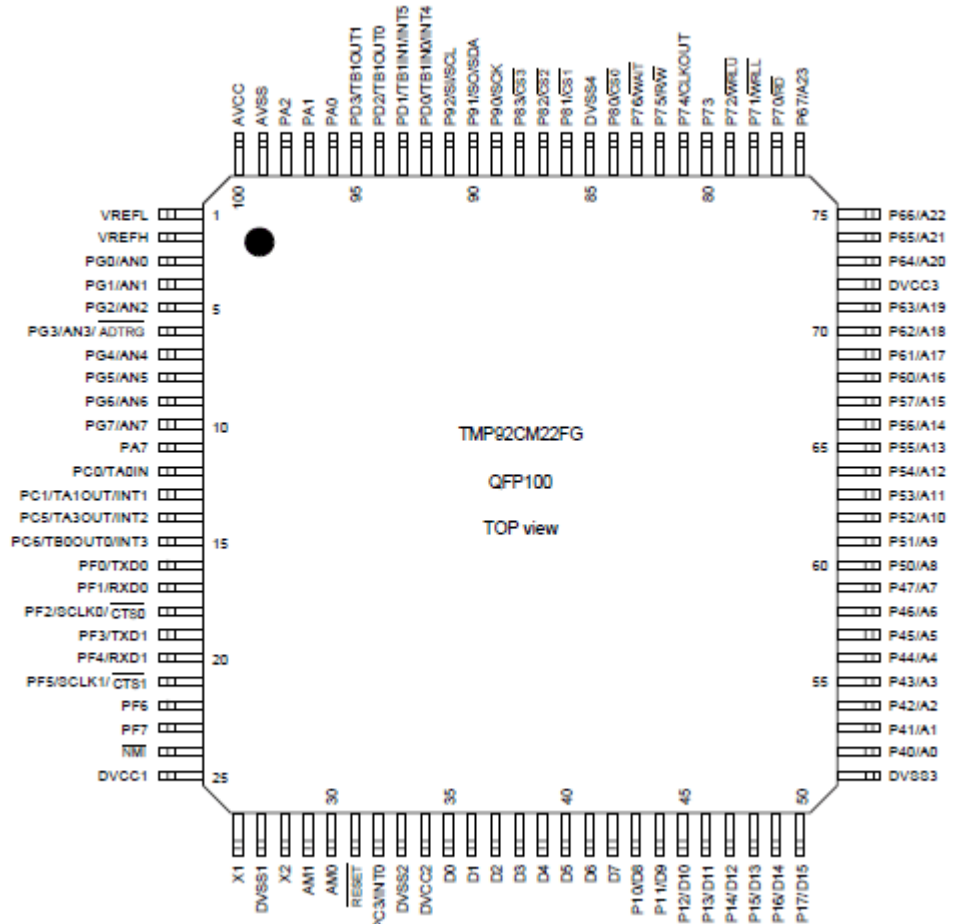 AVCC
AVSS
PA2
PA1
PA0
PD3/TB1OUT1
PD2/TB1OUT0
PD1/TB1IN1/INT5
PD0/TB1IN0/INT4
P92/SI/SCL
P91/SO/SDA
P90/SCK
P83/CS3
P82/CS2
P81/CS1
DVSS4
P80/CS0
P76/WAIT
P75/R/W
P74/CLKOUT
P73
P72/WRLU
P71/WRLL
P70/RD
P67/A23
100
95
90
85
80
VREFL
VREFH
PG0/AN0
PG1/AN1
PG2/AN2
PG3/AN3/ADTRG
PG4/AN4
PG5/AN5
PG6/AN6
PG7/AN7
PA7
PC0/TA0IN
PC1/TA1OUT/INT1
PC5/TA3OUT/INT2
PC6/TB0OUT0/INT3
PF0/TXD0
PF1/RXD0
PF2/SCLK0/CTS0
PF3/TXD1
PF4/RXD1
PF5/SCLK1/CTS1
PF6
PF7
NMI
DVCC1
1
5
10
15
20
25
TMP92CM22FG
QFP100
TOP view
75
70
65
60
55
P66/A22
P65/A21
P64/A20
DVCC3
P63/A19
P62/A18
P61/A17
P60/A16
P57/A15
P56/A14
P55/A13
P54/A12
P53/A11
P52/A10
P51/A9
P50/A8
P47/A7
P46/A6
P45/A5
P44/A4
P43/A3
P42/A2
P41/A1
P40/A0
DVSS3
30
35
40
45
50
X1
DVSS1
X2
AM1
AM0
RESET
PC3/INT0
DVSS2
DVCC2
D0
D1
D2
D3
D4
D5
D6
D7
P10/D8
P11/D9
P12/D10
P13/D11
P14/D12
P15/D13
P16/D14
P17/D15